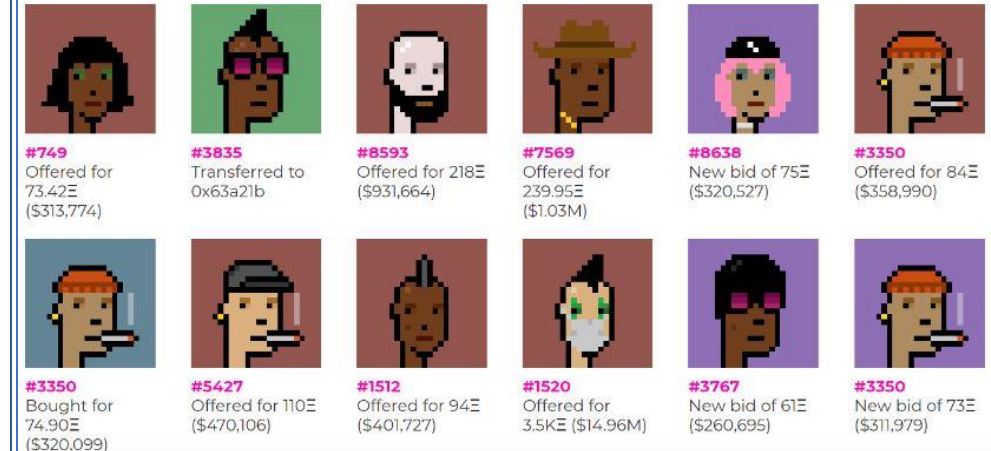 #749
Offered for
73.42Ξ
($313,774)
#3835
Transferred to
0x63a21b
#8593
Offered for 218Ξ
($931,664)
#7569
Offered for
239.95Ξ
($1.03M)
#8638
New bid of 75Ξ
($320,527)
#3350
Offered for 84Ξ
($358,990)
#3350
Bought for
74.90Ξ
($320,099)
#5427
Offered for 110Ξ
($470,106)
#1512
Offered for 94Ξ
($401,727)
#1520
Offered for
3.5KΞ ($14.96M)
#3767
New bid of 61Ξ
($260,695)
#3350
New bid of 73Ξ
($311,979)